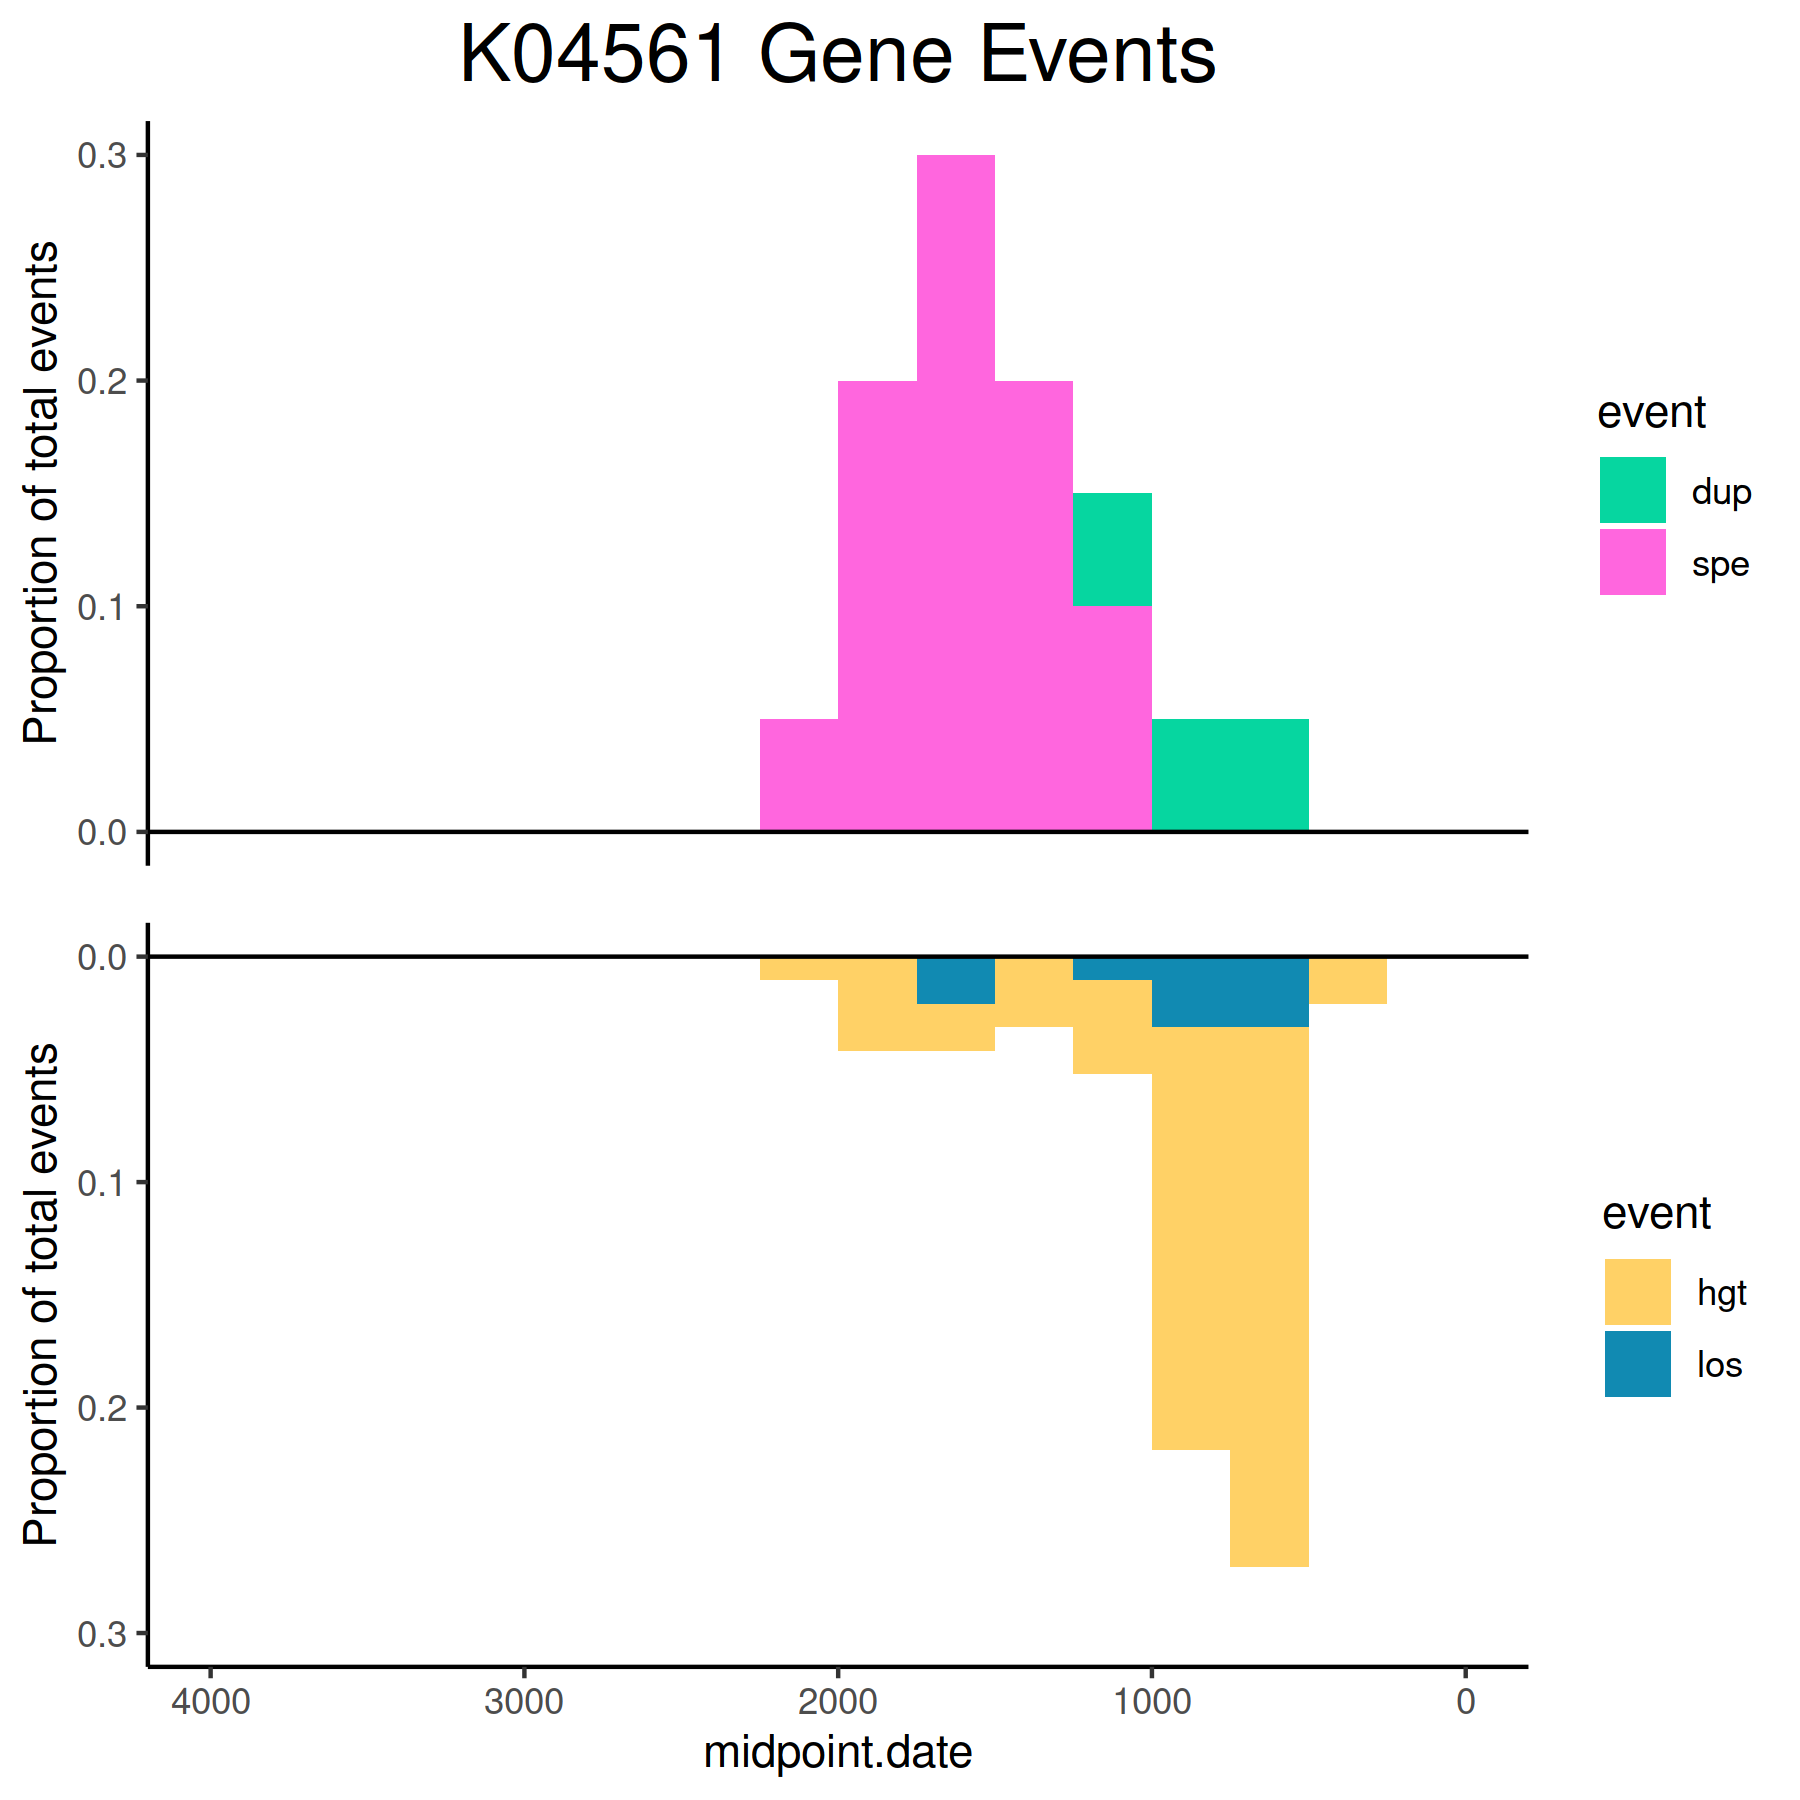 K04561 Gene Events
Proportion of total events
0.3
0.2
0.1
0.0
event
dup
spe
Proportion of total events
0.0
0.1
0.2
0.3
event
hgt
los
4000 3000 2000 1000 0
midpoint.date